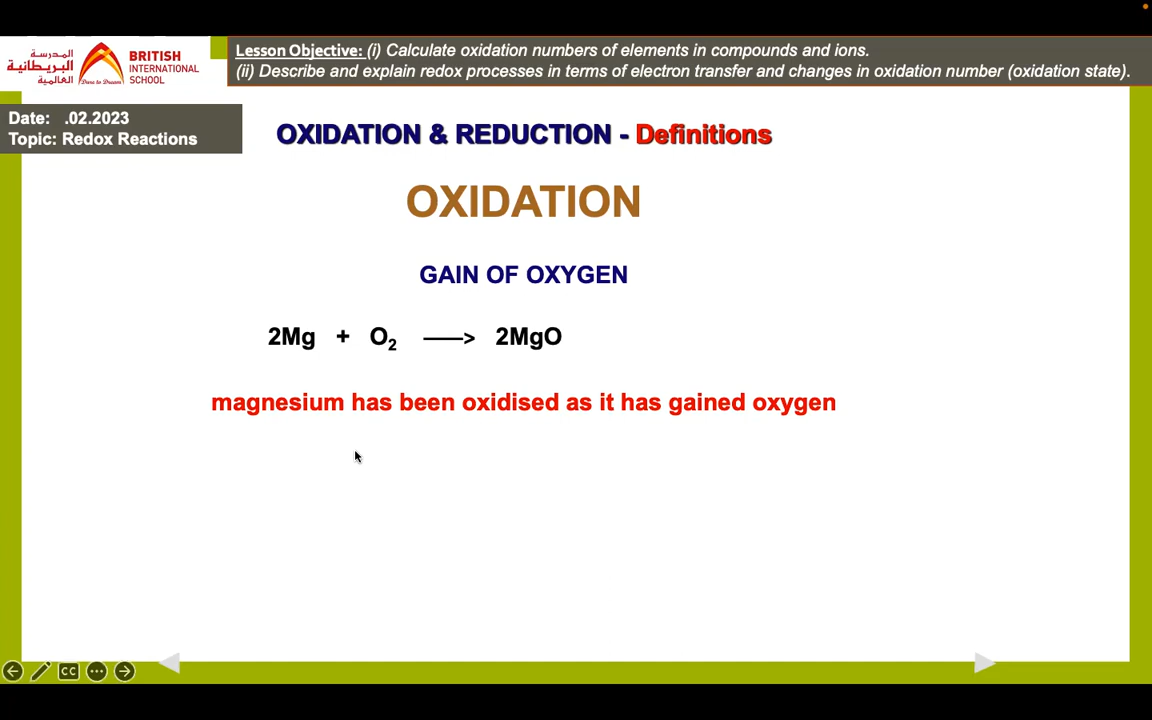 المدرسة
البريطانية
العالمية
Dare to Dream
BRITISH
INTERNATIONAL
SCHOOL
Lesson Objective: (i) Calculate oxidation numbers of elements in compounds and ions.
(ii) Describe and explain redox processes in terms of electron transfer and changes in oxidation number (oxidation state).
Date: .02.2023
Topic: Redox Reactions
OXIDATION & REDUCTION - Definitions
OXIDATION
GAIN OF OXYGEN
2Mg + O₂ ——> 2MgO
magnesium has been oxidised as it has gained oxygen
CC